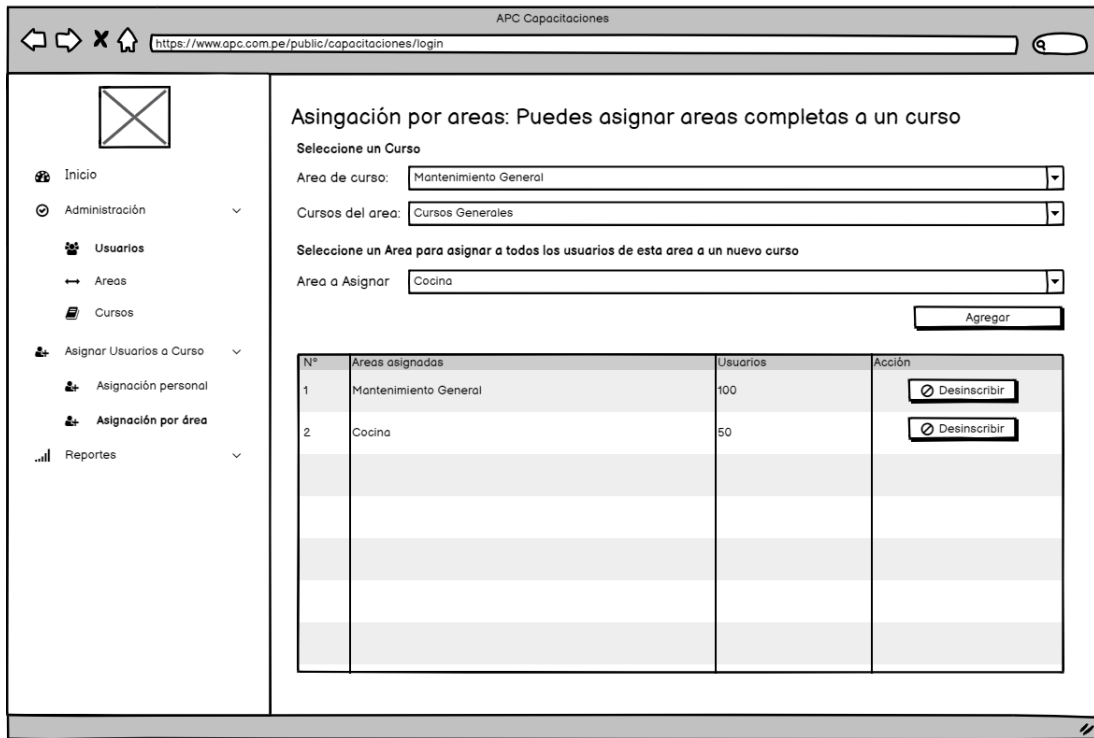 APC Capacitaciones
https://www.apc.com.pe/public/capacitaciones/login
Inicio
Administración
Usuarios
Areas
Cursos
Asignar Usuarios a Curso
Asignación personal
Asignación por área
Reportes
Asingación por areas: Puedes asignar areas completas a un curso
Seleccione un Curso
Area de curso: Mantenimiento General
Cursos del area: Cursos Generales
Seleccione un Area para asignar a todos los usuarios de esta area a un nuevo curso
Area a Asignar Cocina
Agregar
N° Areas asignadas Usuarios Acción
1 Mantenimiento General 100 Desinscribir
2 Cocina 50 Desinscribir